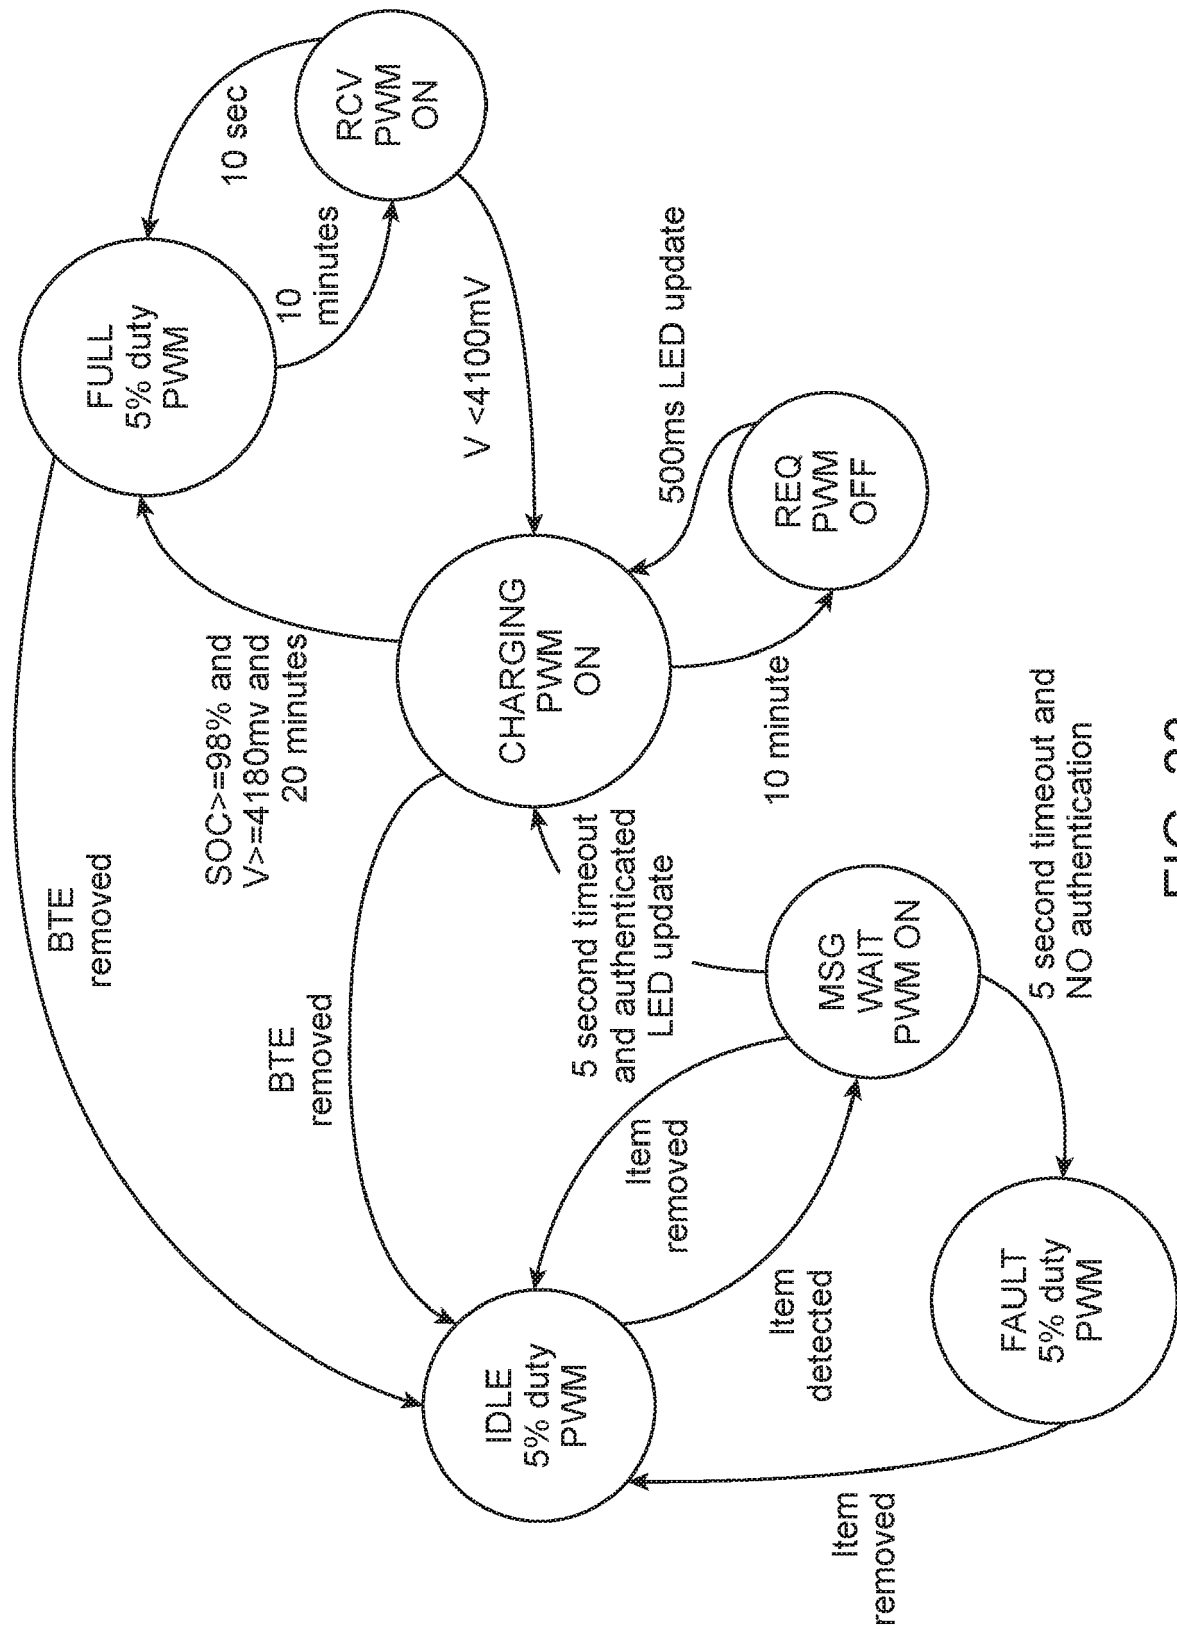 BTE
removed
FULL
5% duty
PWM
10 sec
RCV
PWM
ON
10
minutes
SOC>=98% and
V>=4180mv and
20 minutes
V <4100mV
BTE
removed
CHARGING
PWM
ON
500ms LED update
REQ
PWM
OFF
10 minute
IDLE
5% duty
PWM
Item
removed
5 second timeout
and authenticated
LED update
Item
detected
MSG
WAIT
PWM ON
Item
removed
FAULT
5% duty
PWM
5 second timeout and
NO authentication